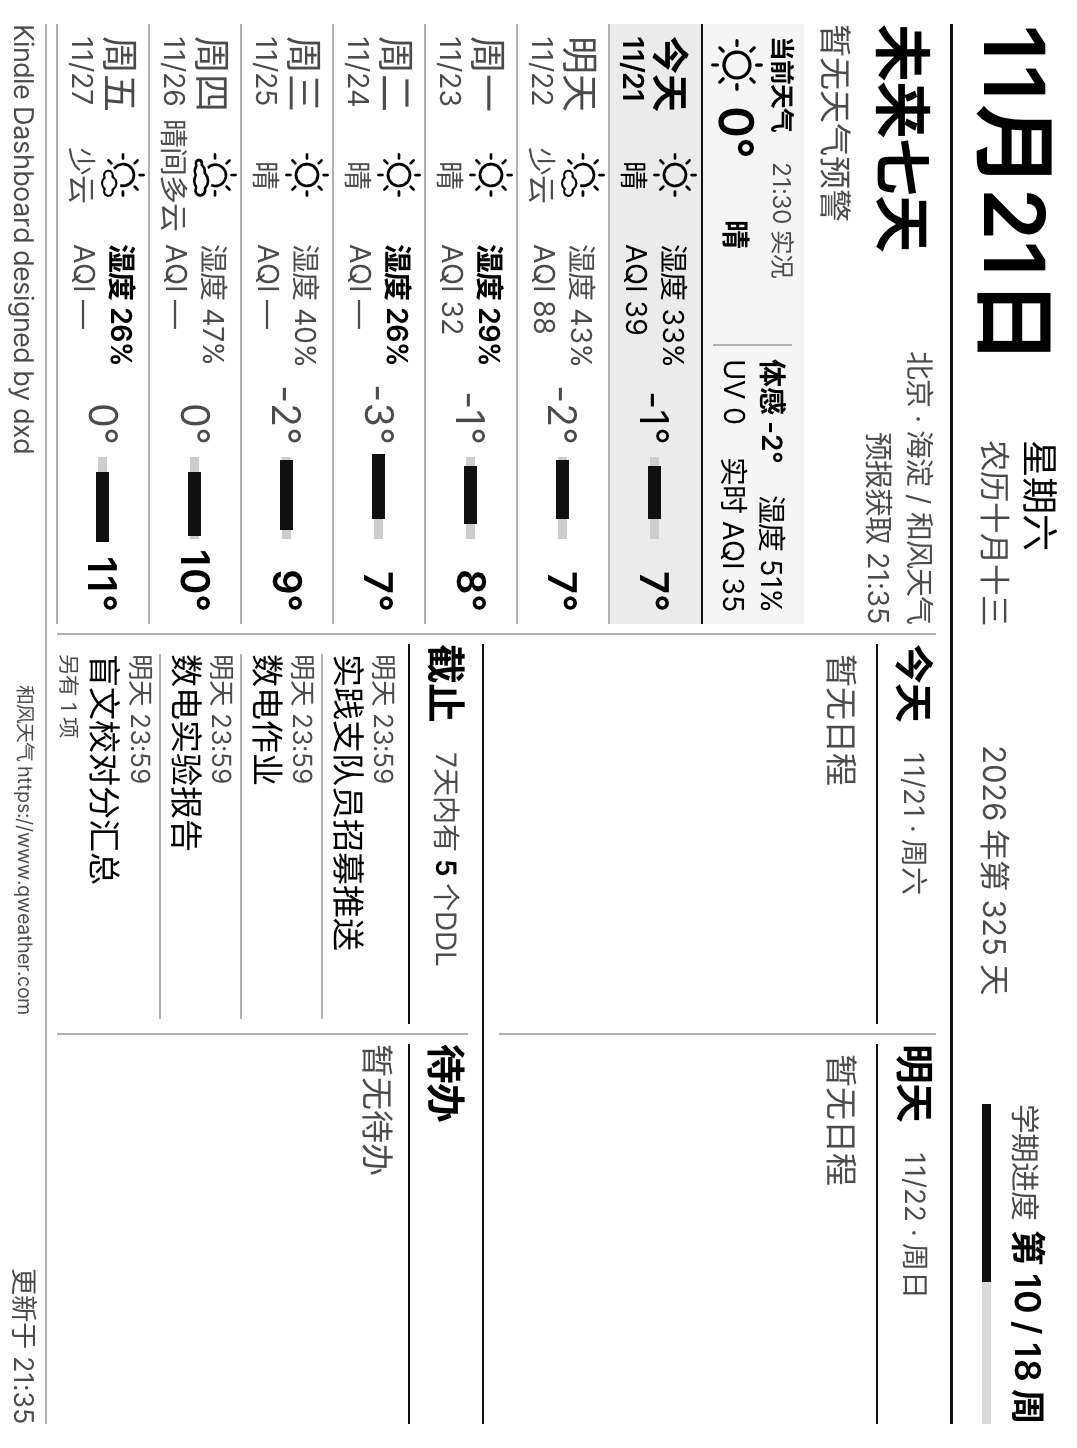 11月21日
星期六
农历十月十三
2026 年第 325 天
学期进度 第 10 / 18 周
未来七天
北京 · 海淀 / 和风天气
预报获取 21:35
暂无天气预警
当前天气 21:30 实况
0° 晴
体感 -2° 湿度 51%
UV 0 实时 AQI 35
今天 湿度 33%
11/21 晴 AQI 39 -1° 7°
明天 湿度 43%
11/22 少云 AQI 88 -2° 7°
周一 湿度 29%
11/23 晴 AQI 32 -1° 8°
周二 湿度 26%
11/24 晴 AQI — -3° 7°
周三 湿度 40%
11/25 晴 AQI — -2° 9°
周四 湿度 47%
11/26 晴间多云 AQI — 0° 10°
周五 湿度 26%
11/27 少云 AQI — 0° 11°
今天 11/21 · 周六
暂无日程
明天 11/22 · 周日
暂无日程
截止 7天内有 5 个DDL
明天 23:59
实践支队员招募推送
明天 23:59
数电作业
明天 23:59
数电实验报告
明天 23:59
盲文校对分汇总
另有 1 项
待办
暂无待办
Kindle Dashboard designed by dxd
和风天气 https://www.qweather.com
更新于 21:35